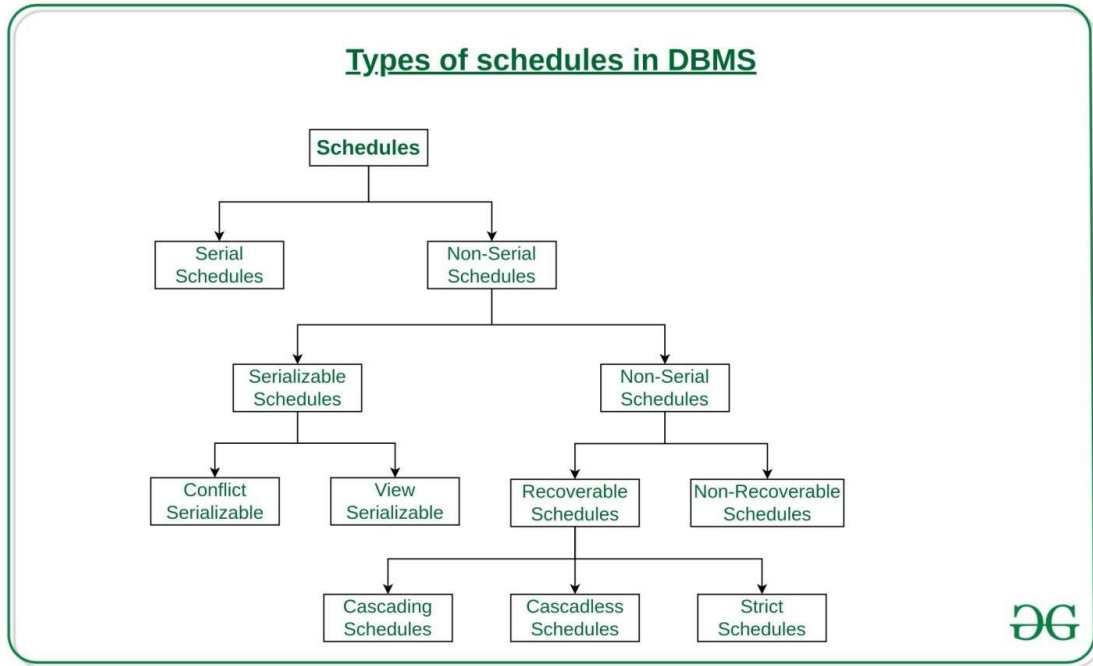 Types of schedules in DBMS
Schedules
Serial
Schedules
Non-Serial
Schedules
Serializable
Schedules
Non-Serial
Schedules
Conflict
Serializable
View
Serializable
Recoverable
Schedules
Non-Recoverable
Schedules
Cascading
Schedules
Cascadless
Schedules
Strict
Schedules